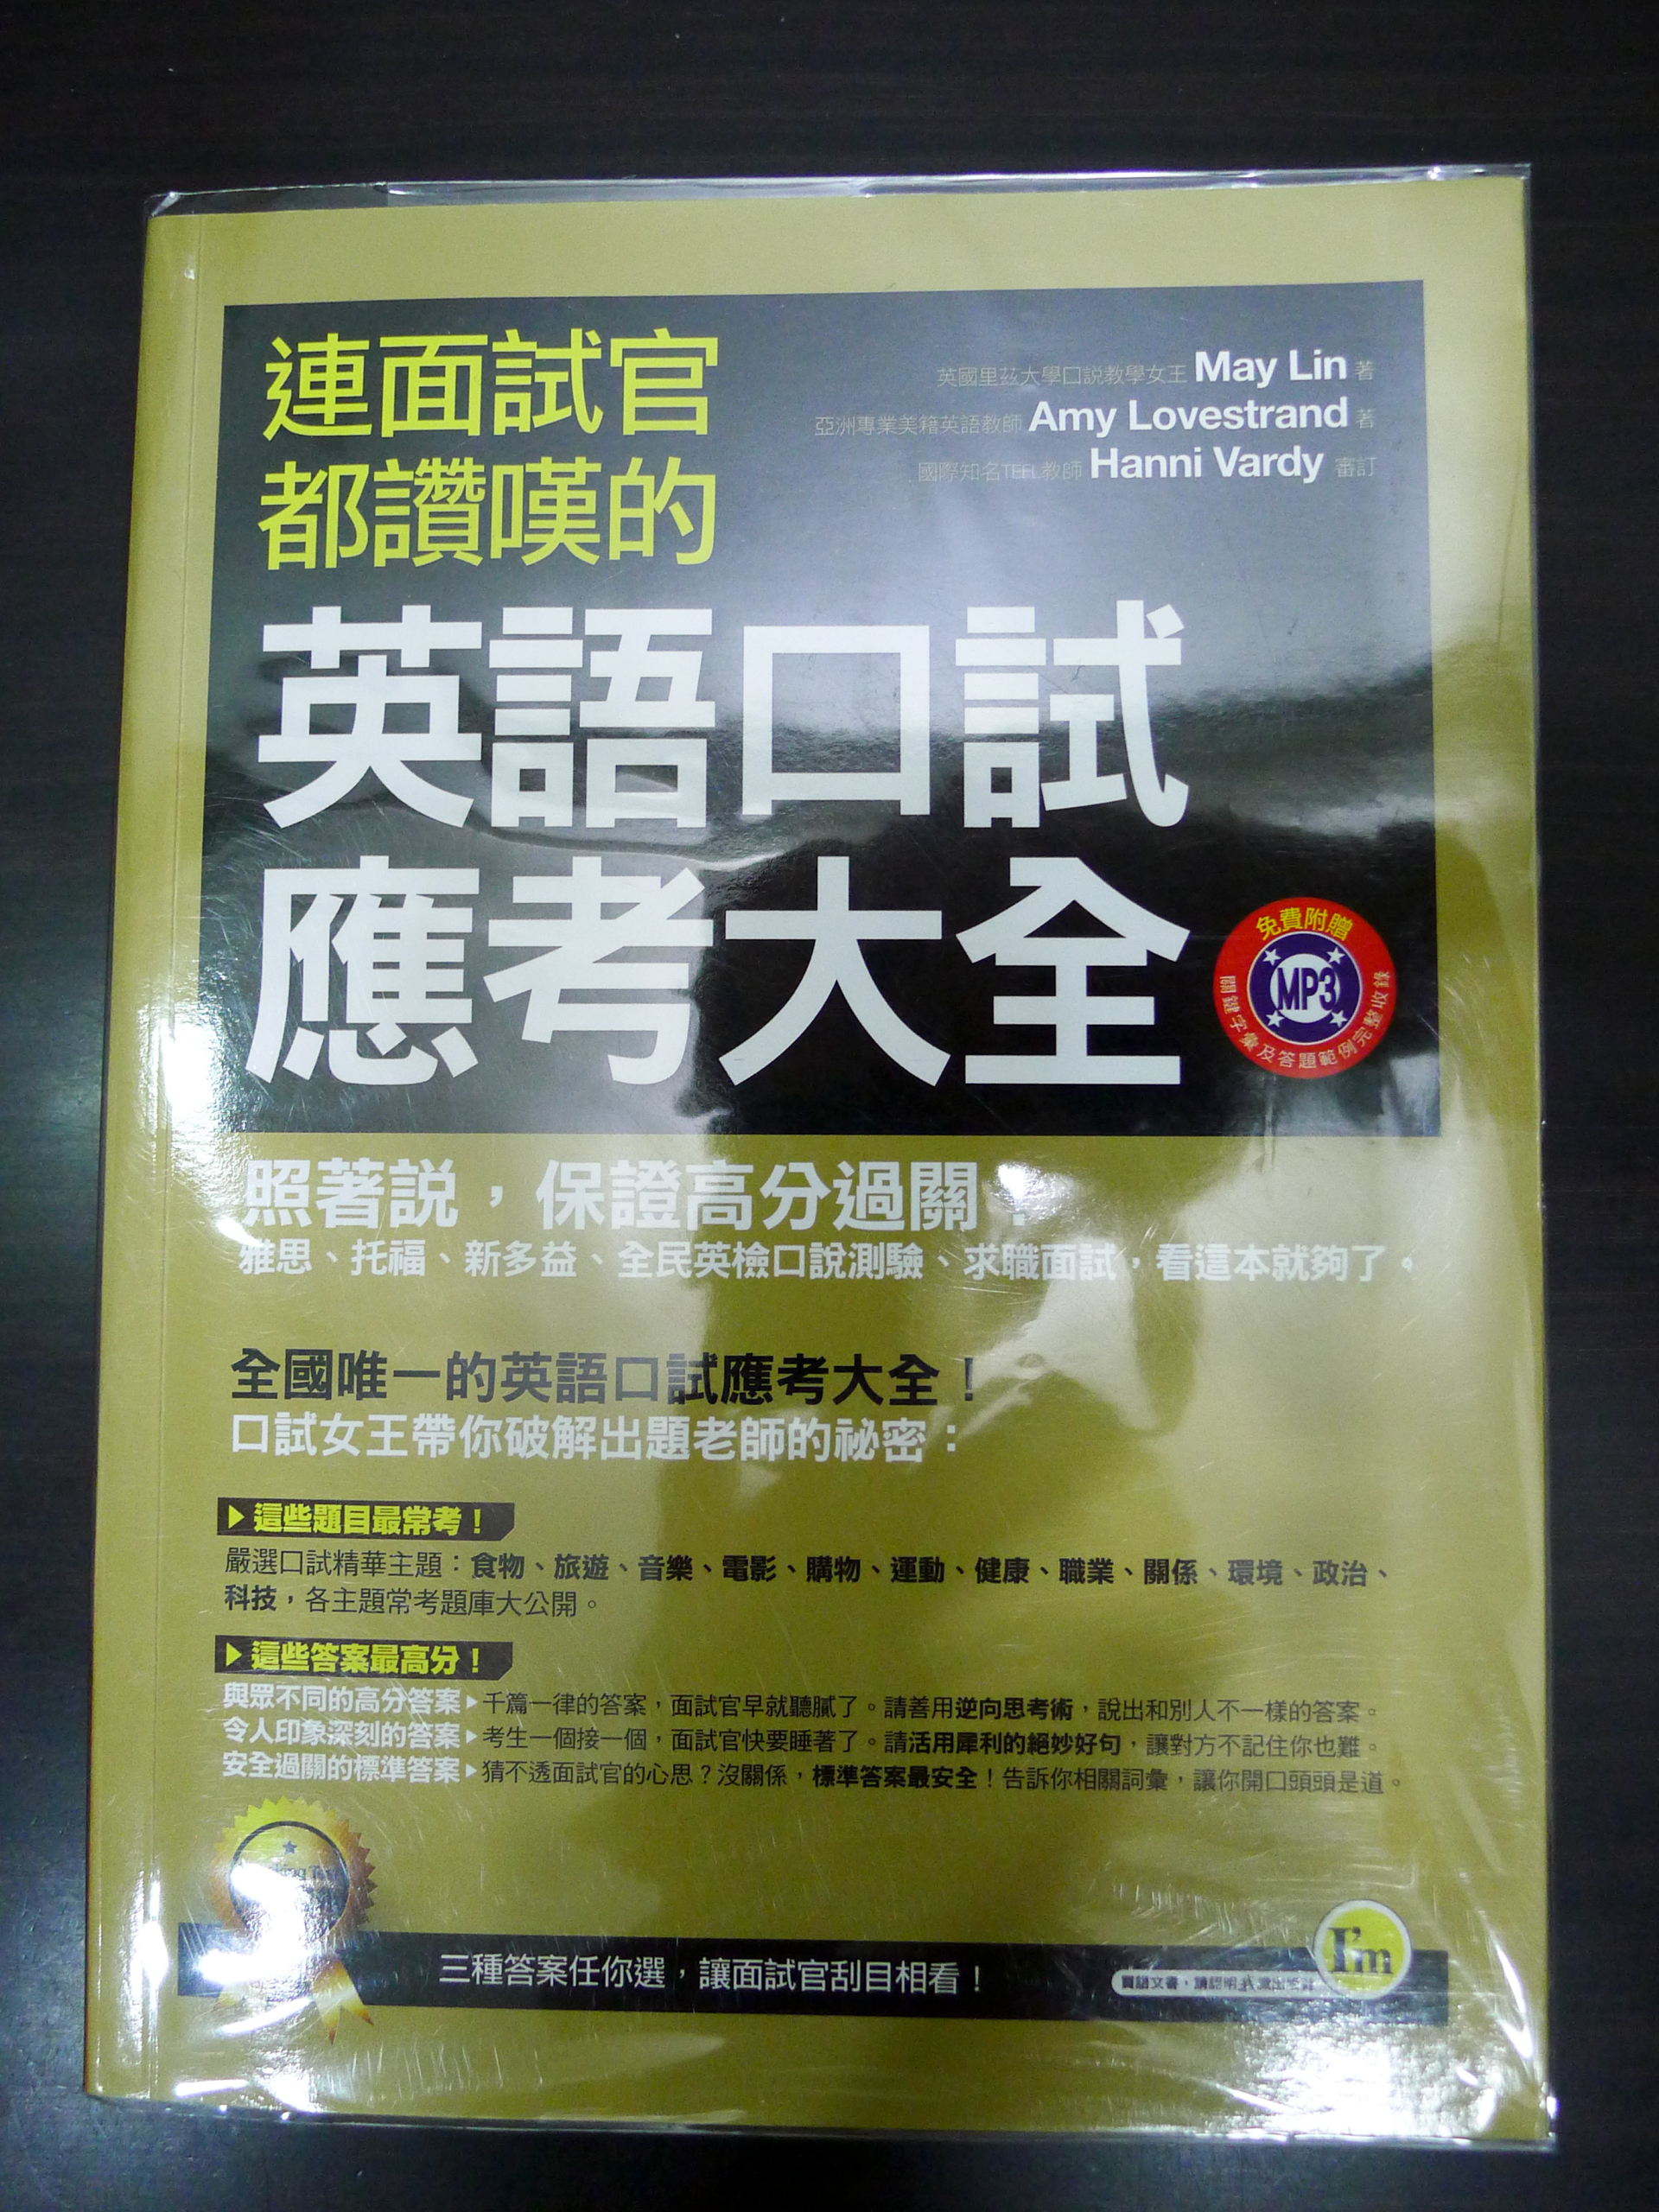 連面試官
都讚嘆的
英國里茲大學口説教學女王 May Lin 著
亞洲專業美籍英語教師 Amy Lovestrand 著
國際知名TEFL教師 Hanni Vardy 審訂
英語口試
應考大全
免費附贈
MP3
關鍵字彙及答題範例完整收錄
照著説，保證高分過關！
雅思、托福、新多益、全民英檢口說測驗、求職面試，看這本就夠了。
全國唯一的英語口試應考大全！
口試女王帶你破解出題老師的祕密：
這些題目最常考！
嚴選口試精華主題：食物、旅遊、音樂、電影、購物、運動、健康、職業、關係、環境、政治、
科技，各主題常考題庫大公開。
這些答案最高分！
與眾不同的高分答案 千篇一律的答案，面試官早就聽膩了。請善用逆向思考術，說出和別人不一樣的答案。
令人印象深刻的答案 考生一個接一個，面試官快要睡著了。請活用犀利的絕妙好句，讓對方不記住你也難。
安全過關的標準答案 猜不透面試官的心思？沒關係，標準答案最安全！告訴你相關詞彙，讓你開口頭頭是道。
三種答案任你選，讓面試官刮目相看！
I'm